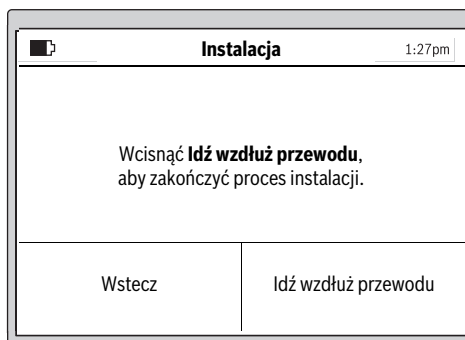 Instalacja 1:27pm
Wcisnąć Idź wzdłuż przewodu,
aby zakończyć proces instalacji.
Wstecz Idź wzdłuż przewodu